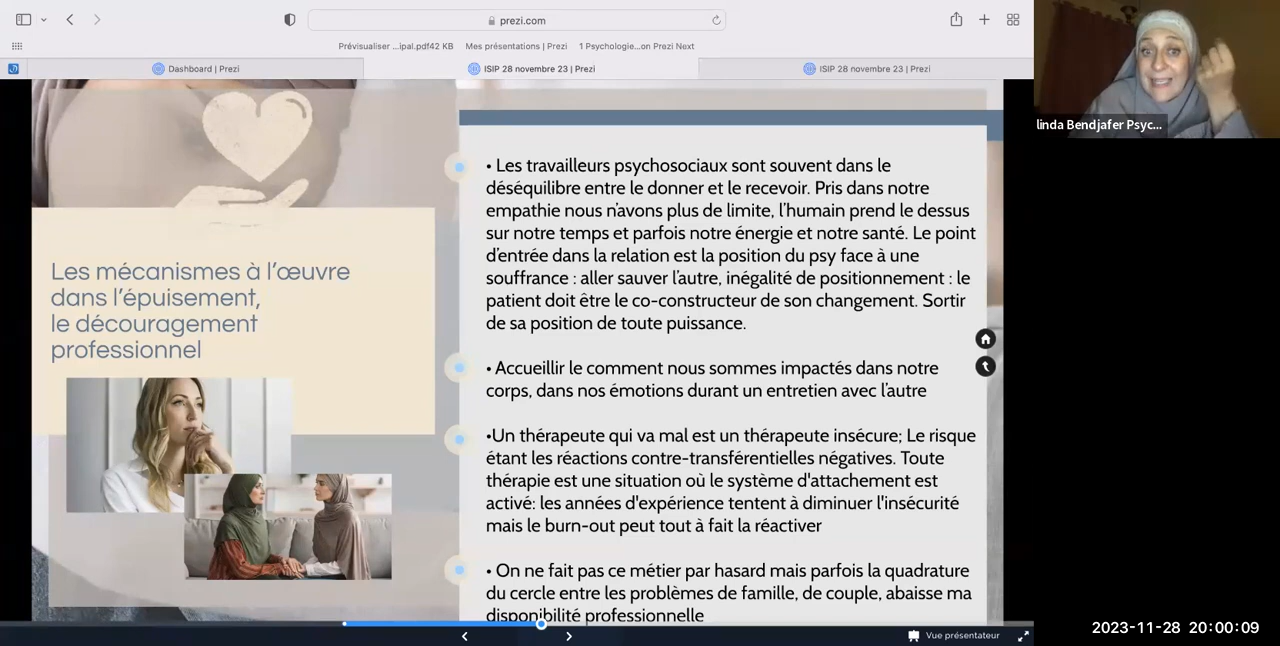 prezi.com
Prévisualiser ...ipal.pdf42 KB
Mes présentations | Prezi
1 Psychologie...on Prezi Next
Dashboard | Prezi
ISIP 28 novembre 23 | Prezi
ISIP 28 novembre 23 | Prezi
linda Bendjafer Psyc...
Les mécanismes à l’œuvre
dans l’épuisement,
le découragement
professionnel
• Les travailleurs psychosociaux sont souvent dans le
déséquilibre entre le donner et le recevoir. Pris dans notre
empathie nous n’avons plus de limite, l’humain prend le dessus
sur notre temps et parfois notre énergie et notre santé. Le point
d’entrée dans la relation est la position du psy face à une
souffrance : aller sauver l’autre, inégalité de positionnement : le
patient doit être le co-constructeur de son changement. Sortir
de sa position de toute puissance.
• Accueillir le comment nous sommes impactés dans notre
corps, dans nos émotions durant un entretien avec l’autre
•Un thérapeute qui va mal est un thérapeute insécure; Le risque
étant les réactions contre-transférentielles négatives. Toute
thérapie est une situation où le système d'attachement est
activé: les années d'expérience tentent à diminuer l'insécurité
mais le burn-out peut tout à fait la réactiver
• On ne fait pas ce métier par hasard mais parfois la quadrature
du cercle entre les problèmes de famille, de couple, abaisse ma
disponibilité professionnelle
Vue présentateur
2023-11-28 20:00:09